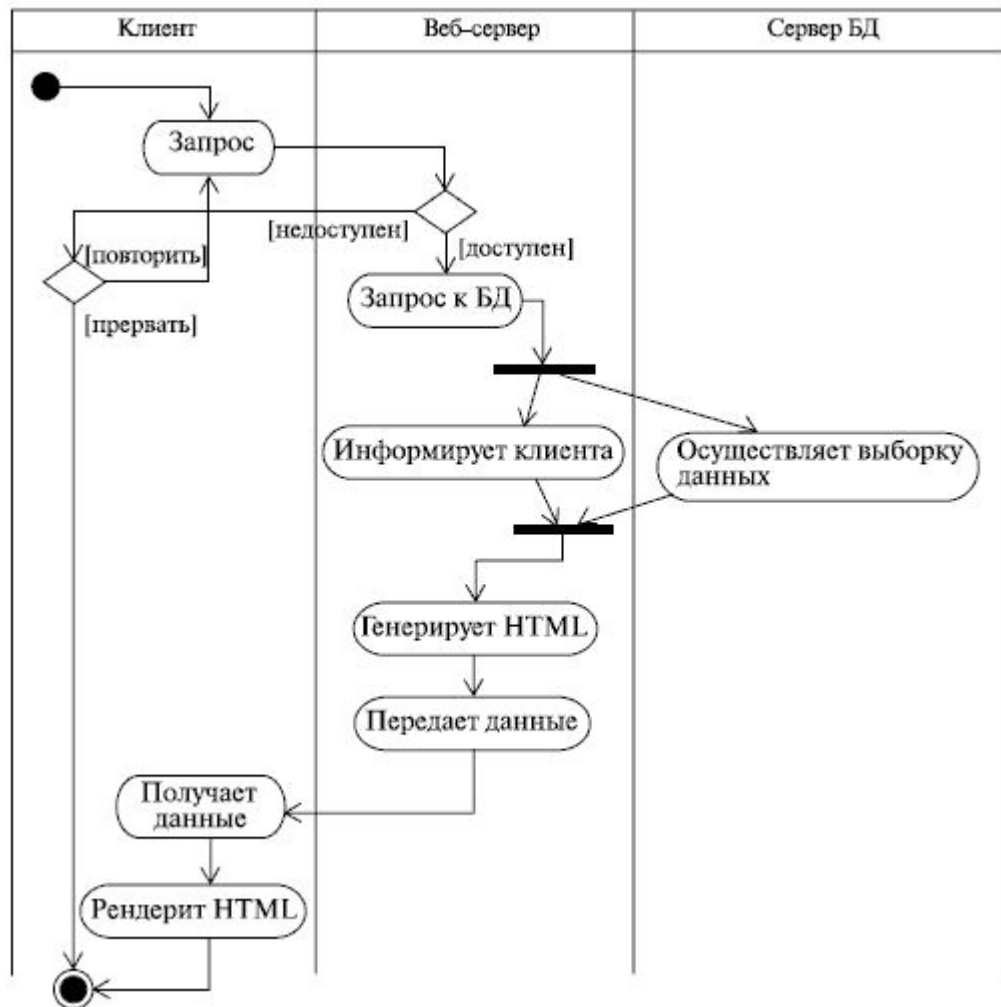 Клиент
Веб-сервер
Сервер БД
Запрос
[недоступен]
[доступен]
[повторить]
[прервать]
Запрос к БД
Информирует клиента
Осуществляет выборку
данных
Генерирует HTML
Передает данные
Получает
данные
Рендерит HTML